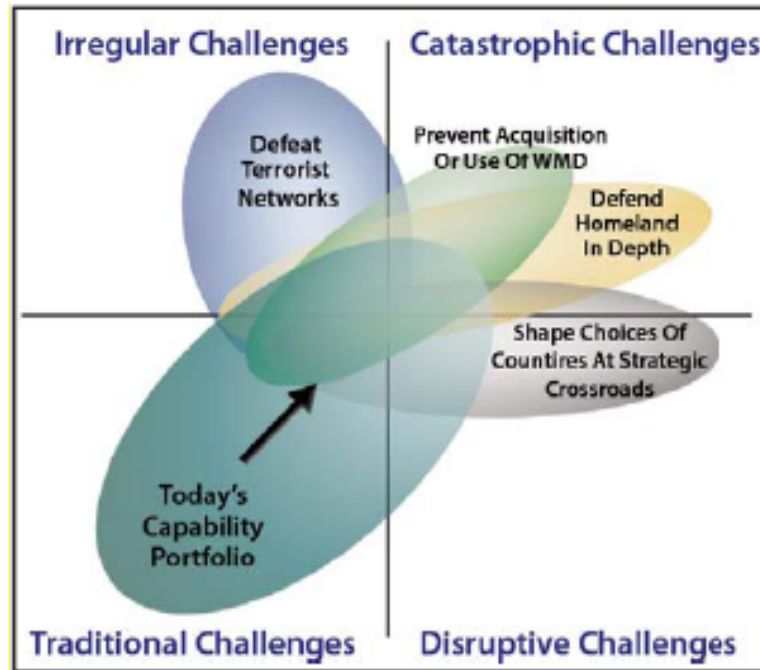 Irregular Challenges
Catastrophic Challenges
Defeat
Terrorist
Networks
Prevent Acquisition
Or Use Of WMD
Defend
Homeland
In Depth
Shape Choices Of
Countires At Strategic
Crossroads
Today's
Capability
Portfolio
Traditional Challenges
Disruptive Challenges